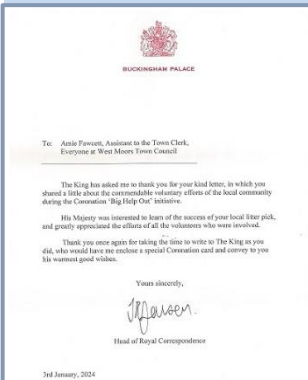 BUCKINGHAM PALACE
To: Amie Fawcett, Assistant to the Town Clerk,
Everyone at West Moors Town Council
The King has asked me to thank you for your kind letter, in which you
shared a little about the commendable voluntary efforts of the local community
during the Coronation "Big Help Out" initiative.
His Majesty was interested to learn of the success of your local litter pick,
and greatly appreciated the efforts of all the volunteers who were involved.
Thank you once again for taking the time to write to The King as you
did, who would have me enclose a special Coronation card and convey to you
his warmest good wishes.
Yours sincerely,
Head of Royal Correspondence
3rd January, 2024